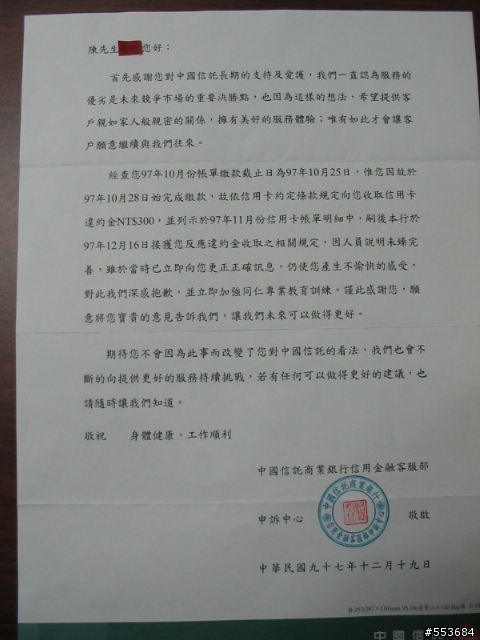 陳先生 您好：
首先感謝您對中國信託長期的支持及愛護，我們一直認為服務的
優劣是未來競爭市場的重要決勝點，也因為這樣的想法，希望提供客
戶親如家人般親密的關係，擁有美好的服務體驗；唯有如此才會讓客
戶願意繼續與我們往來。
經查您97年10月份帳單繳款截止日為97年10月25日，惟您因故於
97年10月28日始完成繳款，故依信用卡約定條款規定向您收取信用卡
違約金NT$300，並列示於97年11月份信用卡帳單明細中，嗣後本行於
97年12月16日接獲您反應違約金收取之相關規定，因人員說明未臻完
善，雖於當時已立即向您更正正確訊息，仍使您產生不愉快的感受，
對此我們深感抱歉，並立即加強同仁專業教育訓練，謹此感謝您，願
意將您寶貴的意見告訴我們，讓我們未來可以做得更好。
期待您不會因為此事而改變了您對中國信託的看法，我們也會不
斷的向提供更好的服務持續挑戰，若有任何可以做得更好的建議，也
請隨時讓我們知道。
敬祝 身體健康，工作順利
中國信託商業銀行信用金融客服部
申訴中心 敬啟
中國信託商業銀行
中華民國九十七年十二月十九日
中國信
#553684